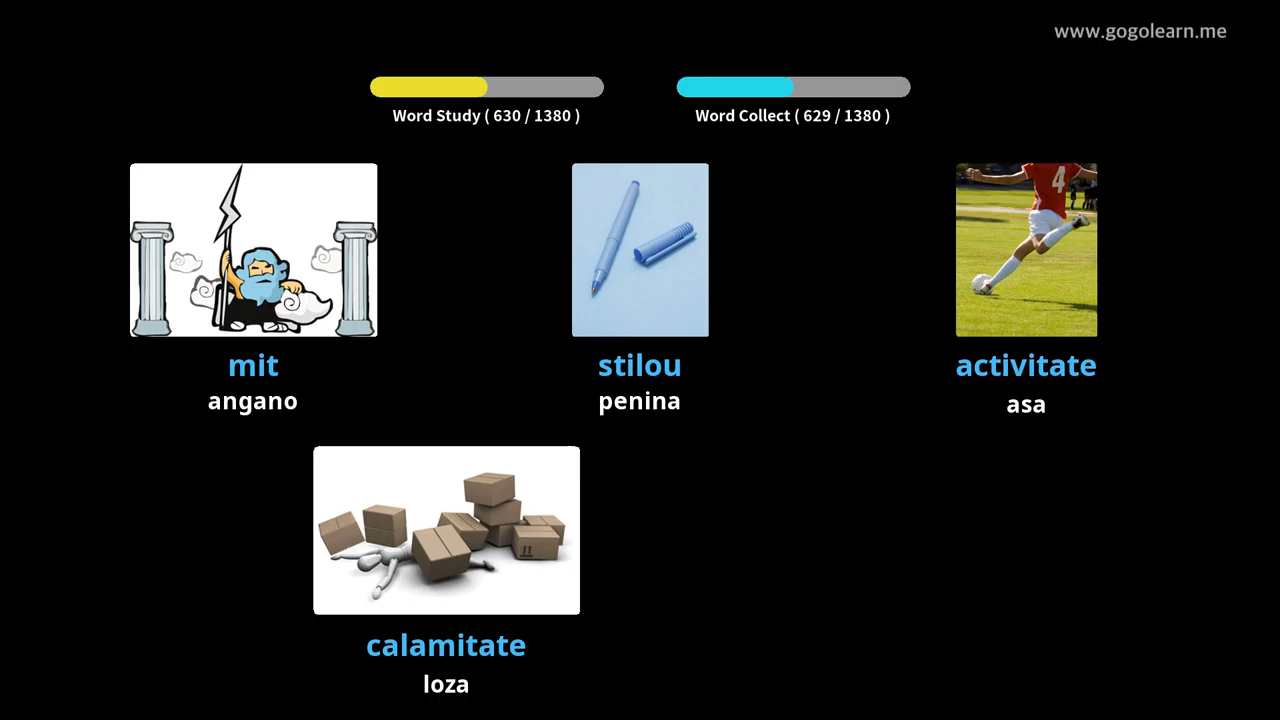 www.gogolearn.me
Word Study ( 630 / 1380 )
Word Collect ( 629 / 1380 )
4
mit
angano
stilou
penina
activitate
asa
calamitate
loza